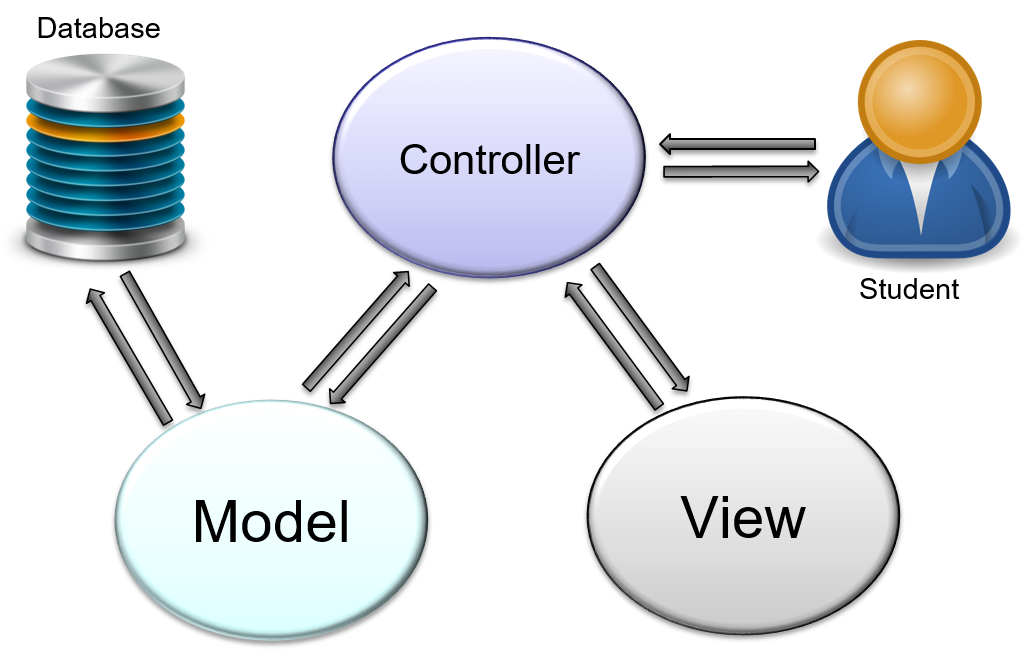 Database
Controller
Student
Model
View